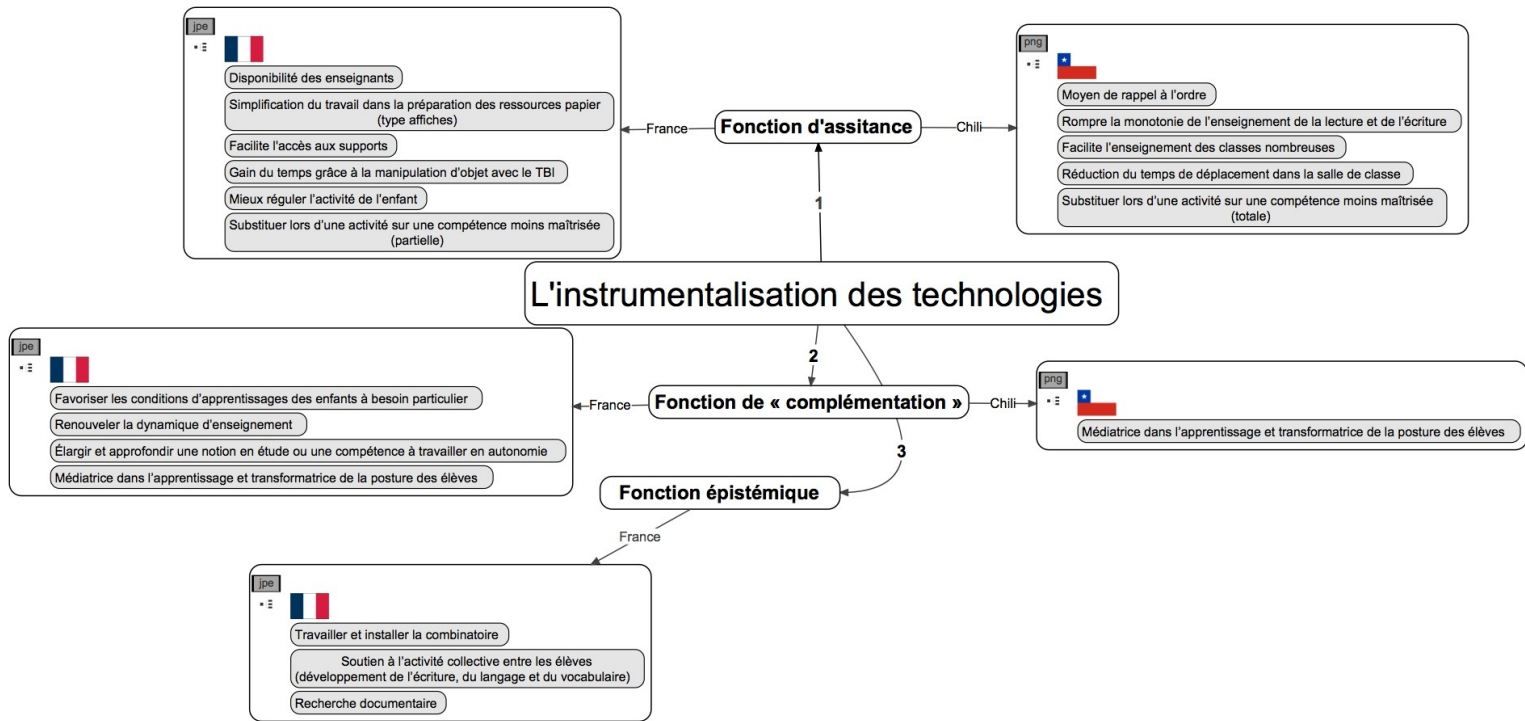 jpe
Disponibilité des enseignants
Simplification du travail dans la préparation des ressources papier
(type affiches)
Facilite l'accès aux supports
Gain du temps grâce à la manipulation d'objet avec le TBI
Mieux réguler l'activité de l'enfant
Substituer lors d'une activité sur une compétence moins maîtrisée
(partielle)
France
Fonction d'assitance
Chili
png
Moyen de rappel à l'ordre
Rompre la monotonie de l'enseignement de la lecture et de l'écriture
Facilite l'enseignement des classes nombreuses
Réduction du temps de déplacement dans la salle de classe
Substituer lors d'une activité sur une compétence moins maîtrisée
(totale)
1
L'instrumentalisation des technologies
2
jpe
Favoriser les conditions d'apprentissages des enfants à besoin particulier
Renouveler la dynamique d'enseignement
Élargir et approfondir une notion en étude ou une compétence à travailler en autonomie
Médiatrice dans l'apprentissage et transformatrice de la posture des élèves
France
Fonction de « complémentation »
Chili
png
Médiatrice dans l'apprentissage et transformatrice de la posture des élèves
3
Fonction épistémique
France
jpe
Travailler et installer la combinatoire
Soutien à l'activité collective entre les élèves
(développement de l'écriture, du langage et du vocabulaire)
Recherche documentaire